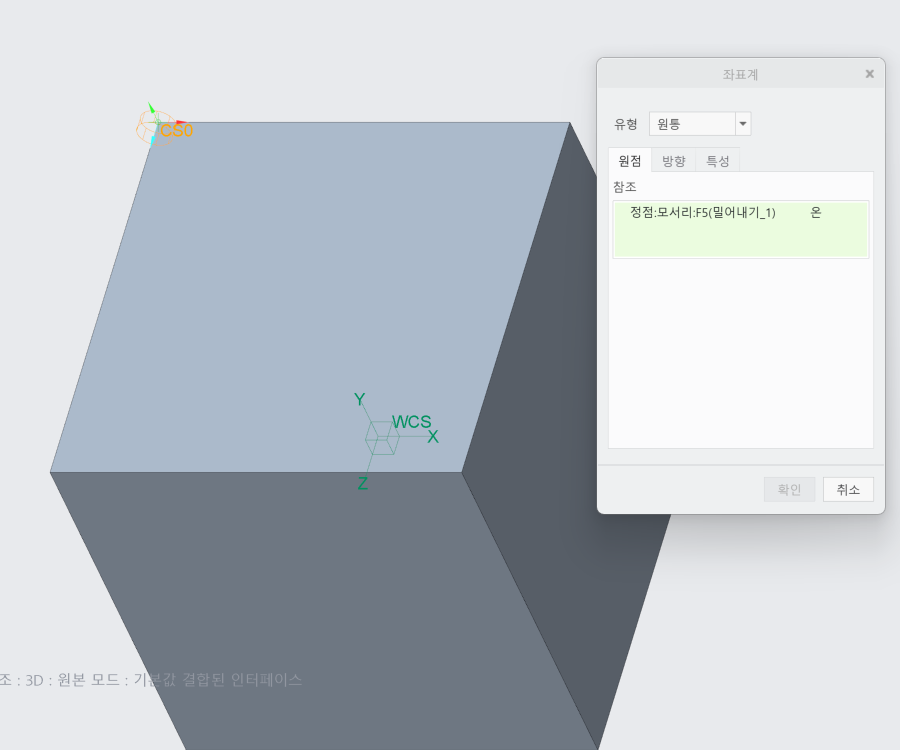 좌표계
유형 원통
원점 방향 특성
참조
정점:모서리:F5(밀어내기_1) 온
확인 취소
CS0
Y
WCS
X
Z
조 : 3D : 원본 모드 : 기본값 결합된 인터페이스